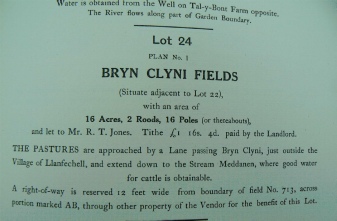 Water is obtained from the Well on Tal-y-Bont Farm opposite.
The River flows along part of Garden Boundary.
Lot 24
PLAN No. 1
BRYN CLYNI FIELDS
(Situate adjacent to Lot 22),
with an area of
16 Acres, 2 Roods, 16 Poles (or thereabouts),
and let to Mr. R. T. Jones. Tithe £1 16s. 4d. paid by the Landlord.
THE PASTURES are approached by a Lane passing Bryn Clyni, just outside the
Village of Llanfechell, and extend down to the Stream Meddanen, where good water
for cattle is obtainable.
A right-of-way is reserved 12 feet wide from boundary of field No. 713, across
portion marked AB, through other property of the Vendor for the benefit of this Lot.